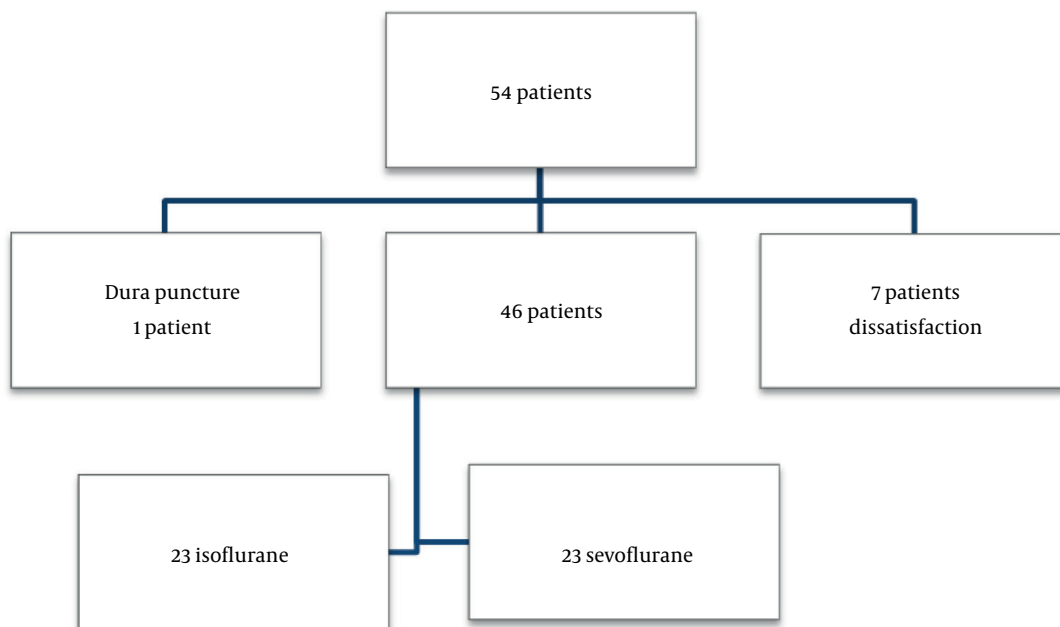 54 patients
Dura puncture
1 patient
46 patients
7 patients
dissatisfaction
23 isoflurane
23 sevoflurane